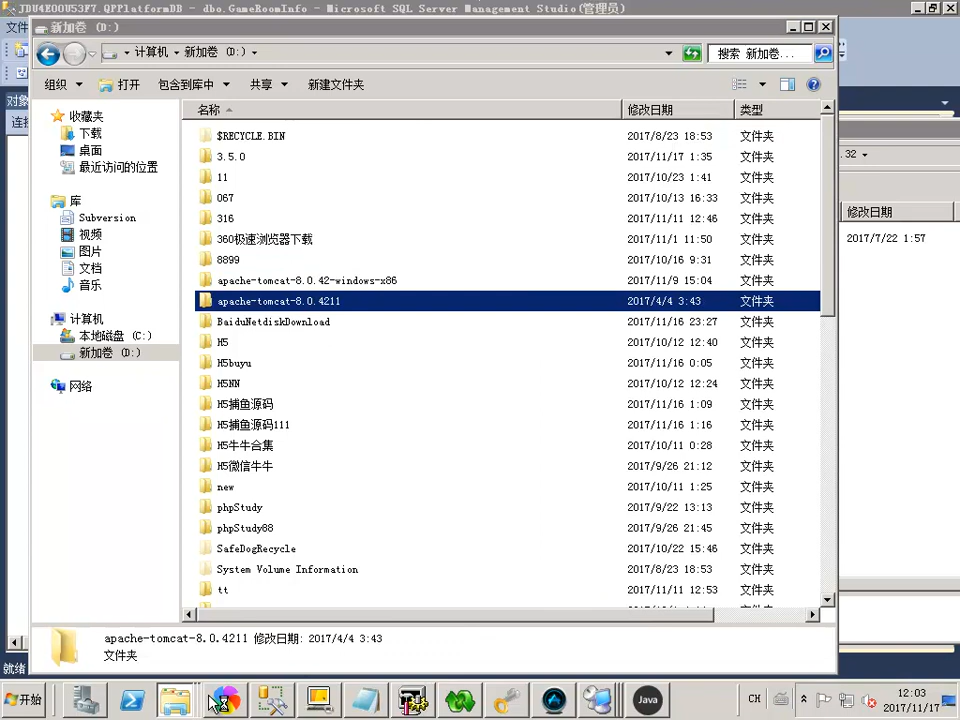 JDU4E00U53F7.QPPlatformDB - dbo.GameRoomInfo - Microsoft SQL Server Management Studio(管理员)
文件
新加卷 (D:)
计算机 新加卷 (D:)
搜索 新加卷...
组织 打开 包含到库中 共享 新建文件夹
对象
连接
名称 修改日期 类型
收藏夹
下载
桌面
最近访问的位置
库
Subversion
视频
图片
文档
音乐
计算机
本地磁盘 (C:)
新加卷 (D:)
网络
$RECYCLE.BIN 2017/8/23 18:53 文件夹
3.5.0 2017/11/17 1:35 文件夹
11 2017/10/23 1:41 文件夹
067 2017/10/13 16:33 文件夹
316 2017/11/11 12:46 文件夹
360极速浏览器下载 2017/11/1 11:50 文件夹
8899 2017/10/16 9:31 文件夹
apache-tomcat-8.0.42-windows-x86 2017/11/9 15:04 文件夹
apache-tomcat-8.0.4211 2017/4/4 3:43 文件夹
BaiduNetdiskDownload 2017/11/16 23:27 文件夹
H5 2017/10/12 12:40 文件夹
H5buyu 2017/11/16 0:05 文件夹
H5NN 2017/10/12 12:24 文件夹
H5捕鱼源码 2017/11/16 1:09 文件夹
H5捕鱼源码111 2017/11/16 1:16 文件夹
H5牛牛合集 2017/10/11 0:28 文件夹
H5微信牛牛 2017/9/26 21:12 文件夹
new 2017/10/11 1:25 文件夹
phpStudy 2017/9/22 13:13 文件夹
phpStudy88 2017/9/26 21:45 文件夹
SafeDogRecycle 2017/10/22 15:46 文件夹
System Volume Information 2017/8/23 18:53 文件夹
tt 2017/11/11 12:53 文件夹
.32
修改日期
2017/7/22 1:57
apache-tomcat-8.0.4211 修改日期: 2017/4/4 3:43
文件夹
就绪
开始
Java
CH
12:03
2017/11/17